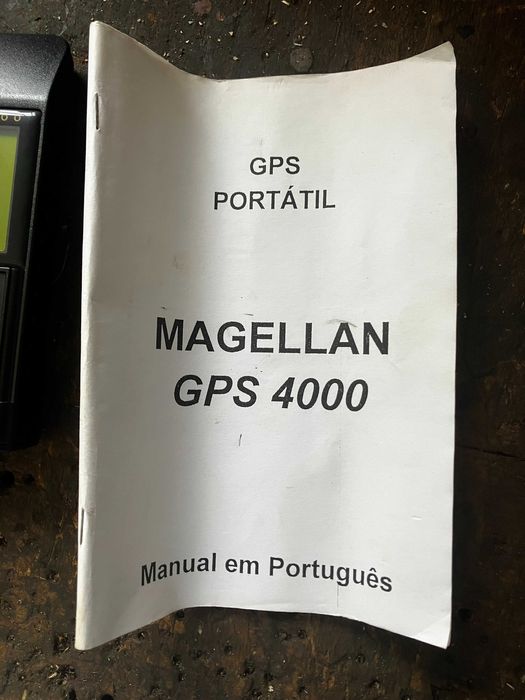 GPS
PORTÁTIL
MAGELLAN
GPS 4000
Manual em Português